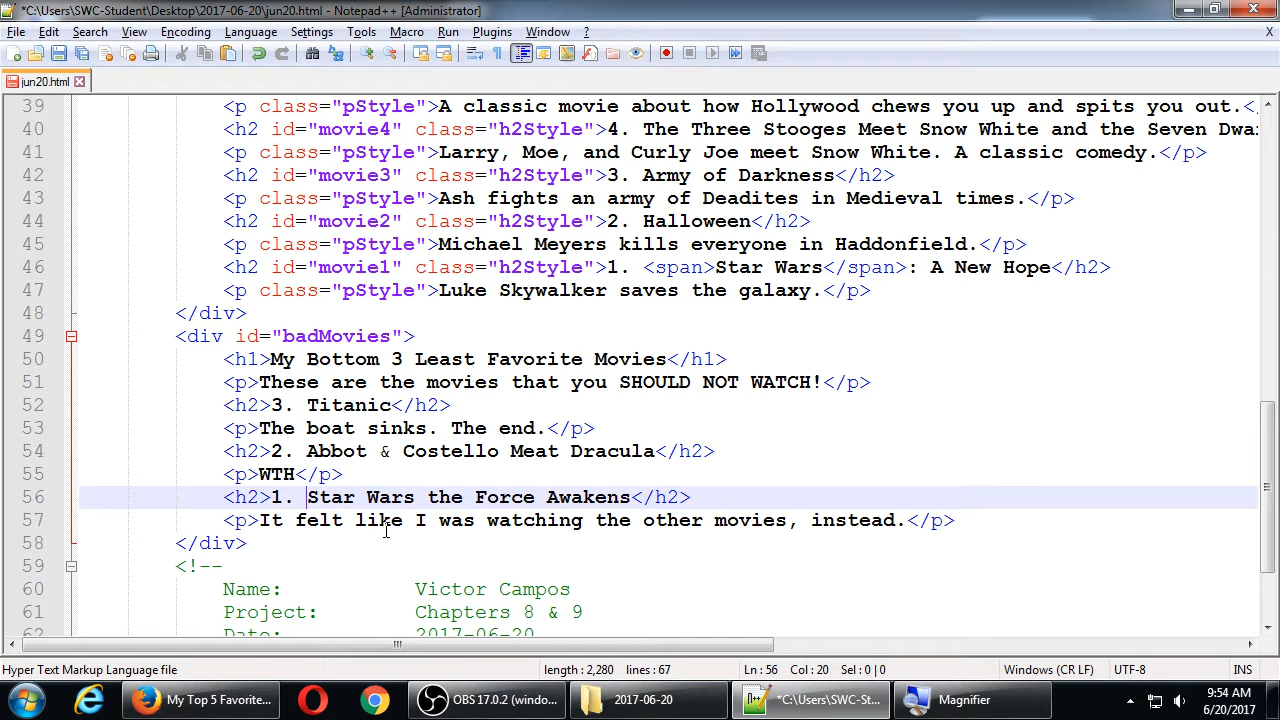 *C:\Users\SWC-Student\Desktop\2017-06-20\jun20.html - Notepad++ [Administrator]
File Edit Search View Encoding Language Settings Tools Macro Run Plugins Window ? X
jun20.html
39 <p class="pStyle">A classic movie about how Hollywood chews you up and spits you out.<
40 <h2 id="movie4" class="h2Style">4. The Three Stooges Meet Snow White and the Seven Dwa
41 <p class="pStyle">Larry, Moe, and Curly Joe meet Snow White. A classic comedy.</p>
42 <h2 id="movie3" class="h2Style">3. Army of Darkness</h2>
43 <p class="pStyle">Ash fights an army of Deadites in Medieval times.</p>
44 <h2 id="movie2" class="h2Style">2. Halloween</h2>
45 <p class="pStyle">Michael Meyers kills everyone in Haddonfield.</p>
46 <h2 id="movie1" class="h2Style">1. <span>Star Wars</span>: A New Hope</h2>
47 <p class="pStyle">Luke Skywalker saves the galaxy.</p>
48 </div>
49 <div id="badMovies">
50 <h1>My Bottom 3 Least Favorite Movies</h1>
51 <p>These are the movies that you SHOULD NOT WATCH!</p>
52 <h2>3. Titanic</h2>
53 <p>The boat sinks. The end.</p>
54 <h2>2. Abbot & Costello Meat Dracula</h2>
55 <p>WTH</p>
56 <h2>1. Star Wars the Force Awakens</h2>
57 <p>It felt like I was watching the other movies, instead.</p>
58 </div>
59 <!--
60 Name: Victor Campos
61 Project: Chapters 8 & 9
62 Date: 2017-06-20
Hyper Text Markup Language file length : 2,280 lines : 67 Ln : 56 Col : 20 Sel : 0 | 0 Windows (CR LF) UTF-8 INS
My Top 5 Favorite... OBS 17.0.2 (windo... 2017-06-20 *C:\Users\SWC-St... Magnifier 9:54 AM
6/20/2017